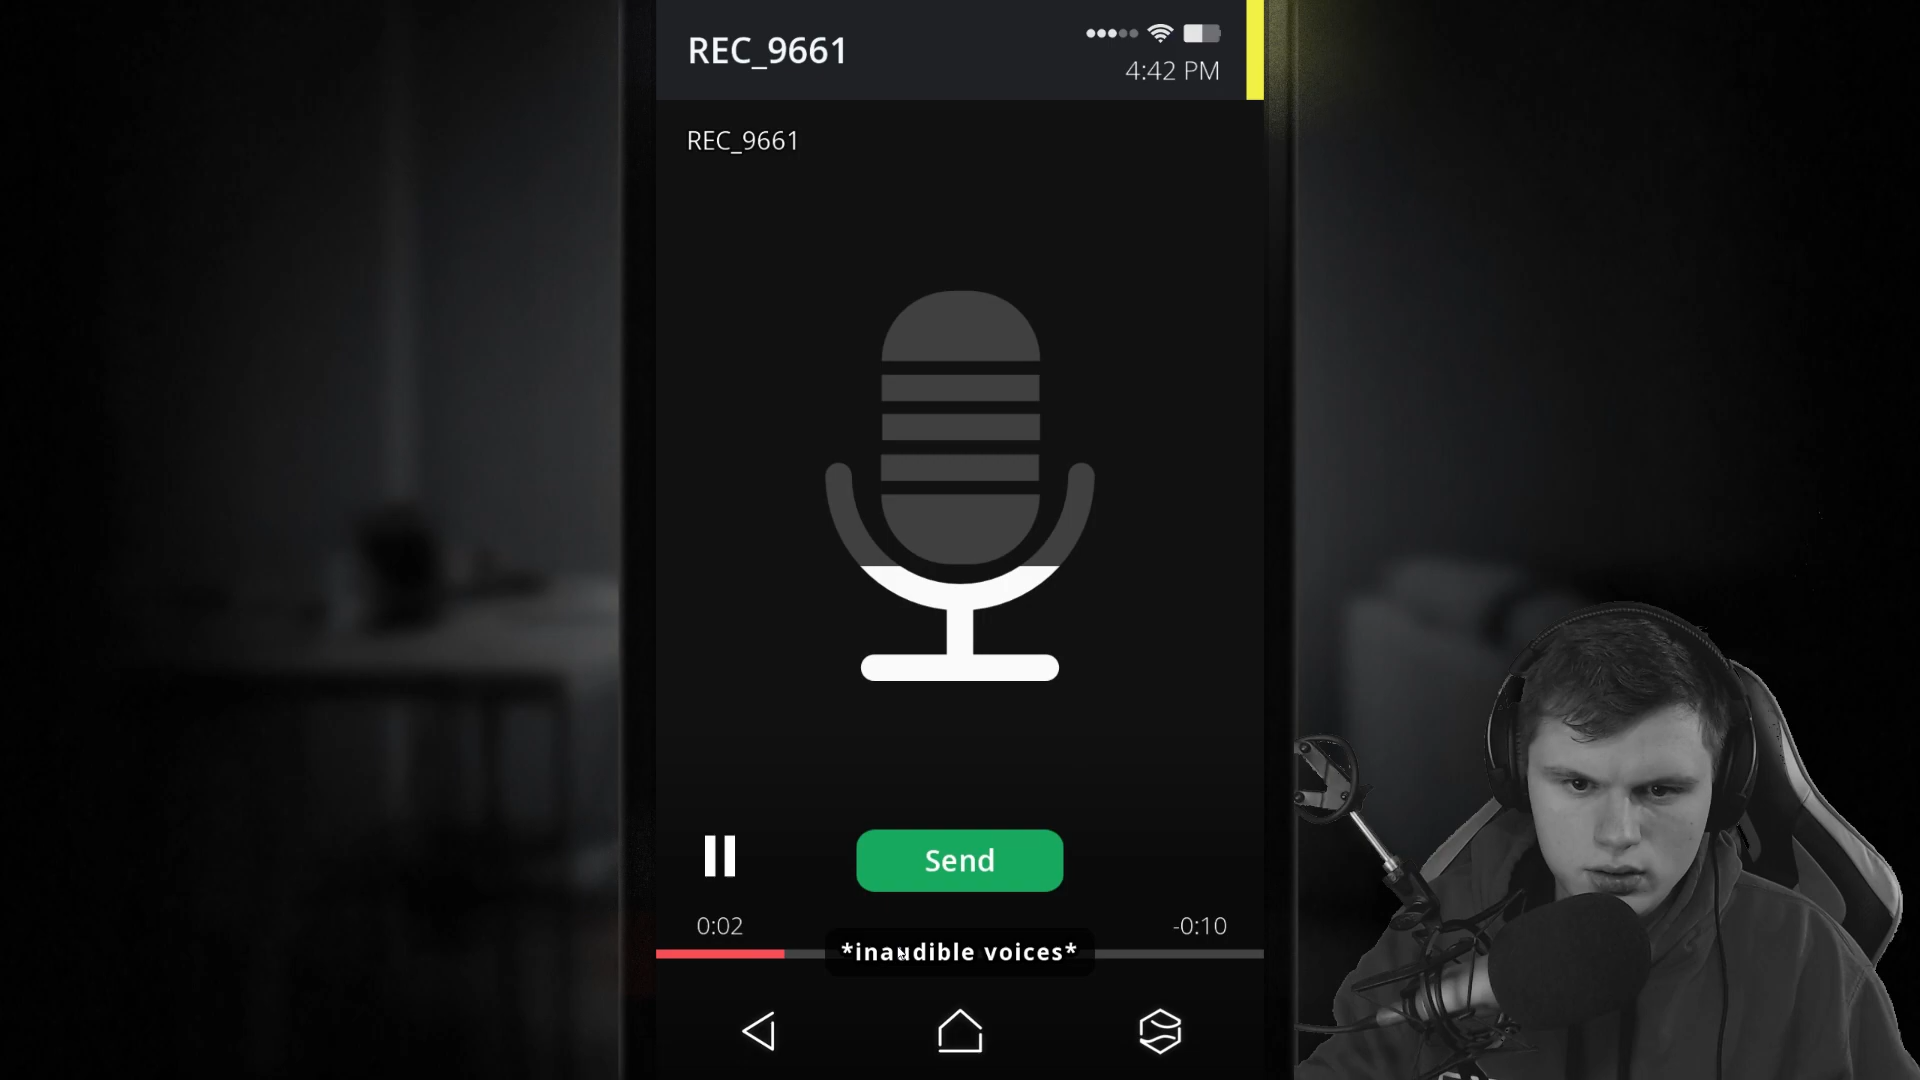 REC_9661
4:42 PM
REC_9661
Send
0:02
-0:10
*inaudible voices*